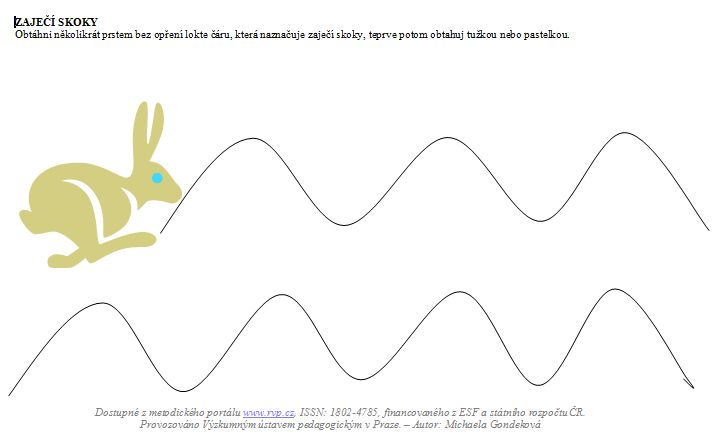 ZAJEČÍ SKOKY
Obtáhni několikrát prstem bez opření lokte čáru, která naznačuje zaječí skoky, teprve potom obtahuj tužkou nebo pastelkou.
Dostupné z metodického portálu www.rvp.cz, ISSN: 1802-4785, financovaného z ESF a státního rozpočtu ČR.
Provozováno Výzkumným ústavem pedagogickým v Praze. – Autor: Michaela Gondeková